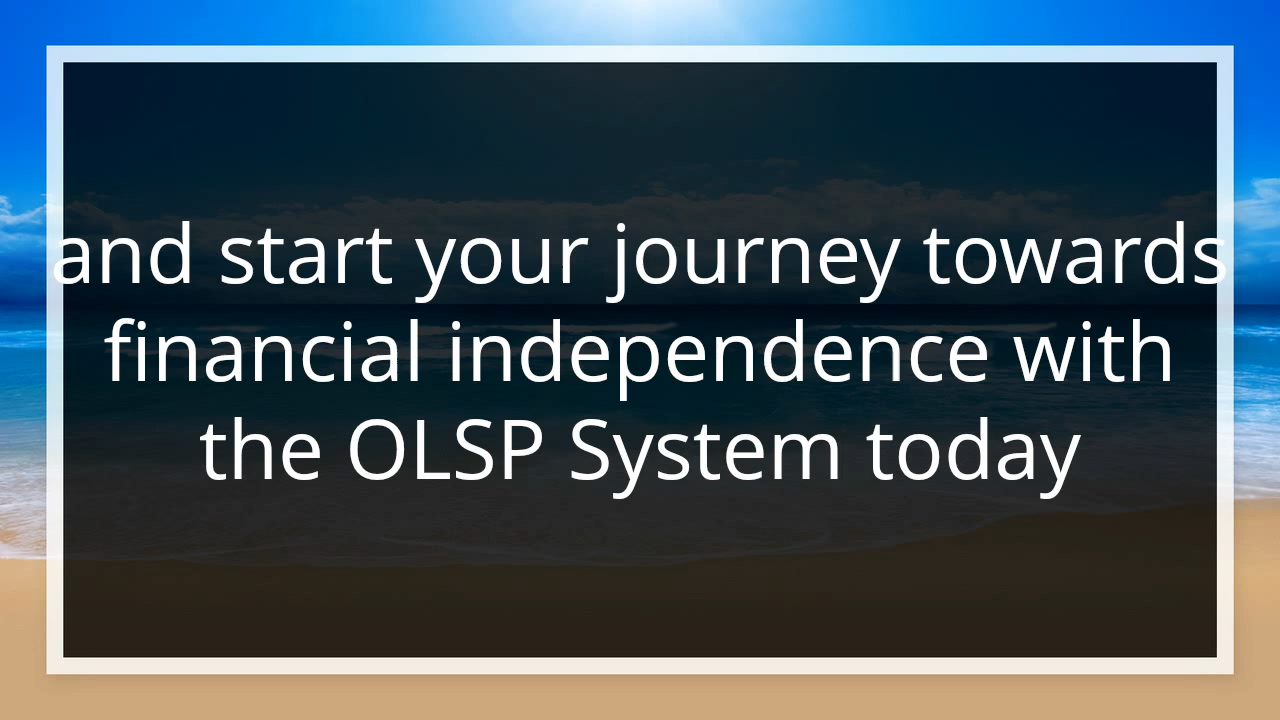 and start your journey towards
financial independence with
the OLSP System today